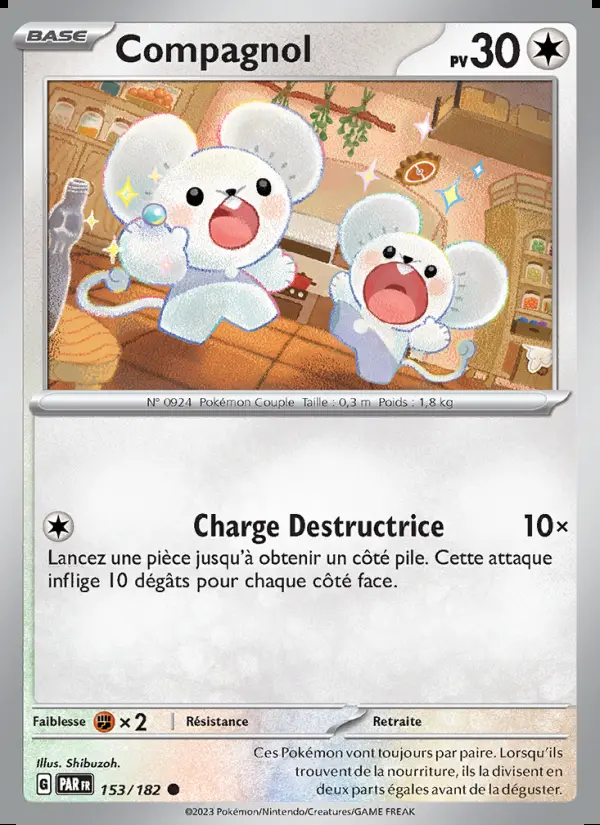 BASE
Compagnol
PV 30
N° 0924 Pokémon Couple Taille : 0,3 m Poids : 1,8 kg
Charge Destructrice 10×
Lancez une pièce jusqu'à obtenir un côté pile. Cette attaque
inflige 10 dégâts pour chaque côté face.
Faiblesse ×2 Résistance Retraite
Illus. Shibuzoh.
G PAR FR 153/182
Ces Pokémon vont toujours par paire. Lorsqu'ils
trouvent de la nourriture, ils la divisent en
deux parts égales avant de la déguster.
©2023 Pokémon/Nintendo/Creatures/GAME FREAK